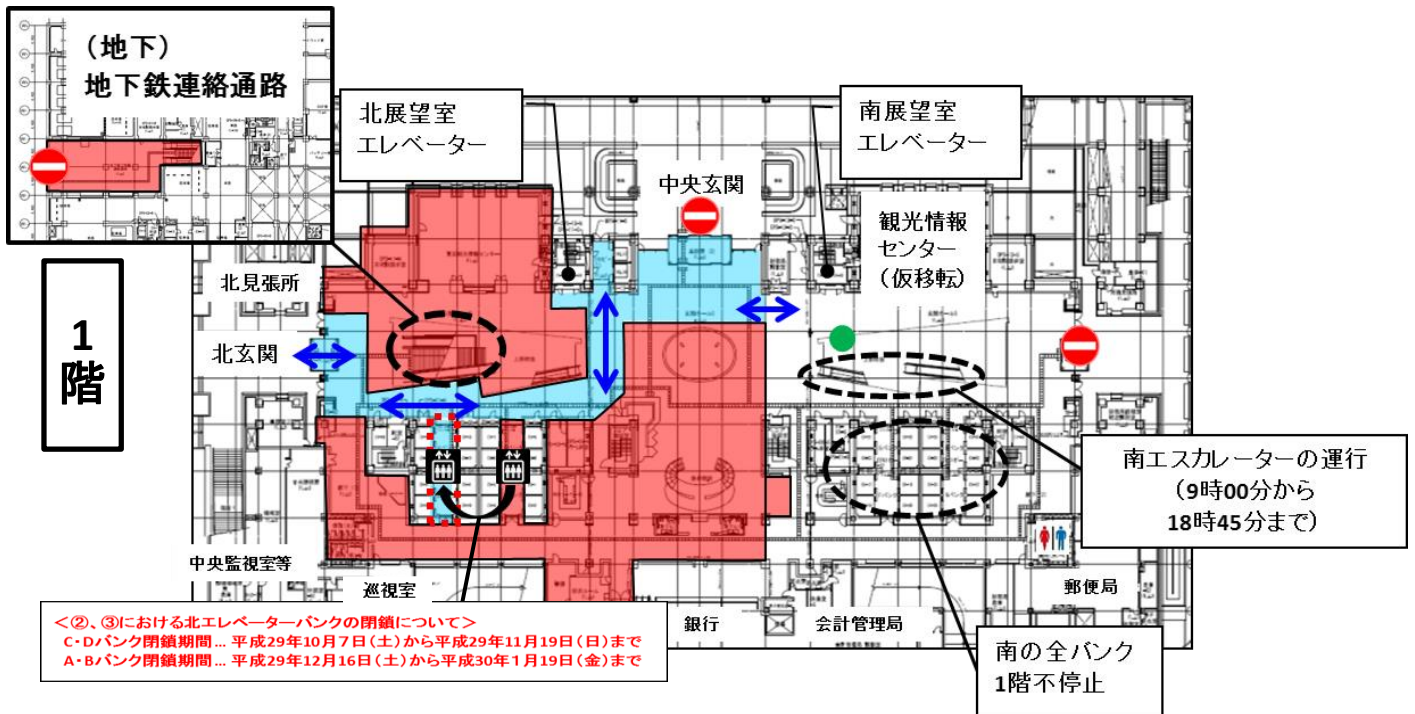 （地下）
地下鉄連絡通路
北展望室
エレベーター
南展望室
エレベーター
中央玄関
観光情報
センター
（仮移転）
北見張所
1
階
北玄関
南エスカレーターの運行
（9時00分から
18時45分まで）
中央監視室等
巡視室
郵便局
銀行
会計管理局
＜②、③における北エレベーターバンクの閉鎖について＞
C・Dバンク閉鎖期間… 平成29年10月7日（土）から平成29年11月19日（日）まで
A・Bバンク閉鎖期間… 平成29年12月16日（土）から平成30年1月19日（金）まで
南の全バンク
1階不停止